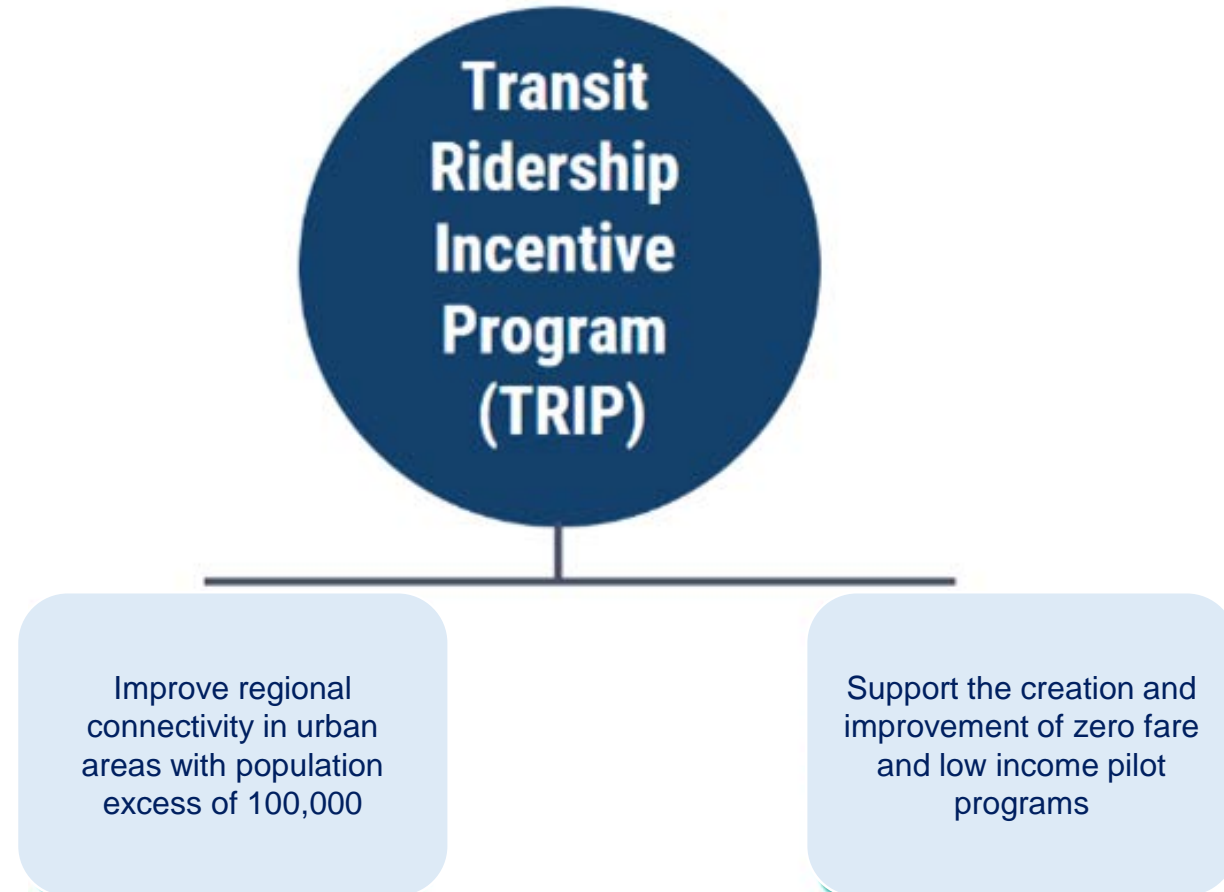 Transit
Ridership
Incentive
Program
(TRIP)
Improve regional
connectivity in urban
areas with population
excess of 100,000
Support the creation and
improvement of zero fare
and low income pilot
programs